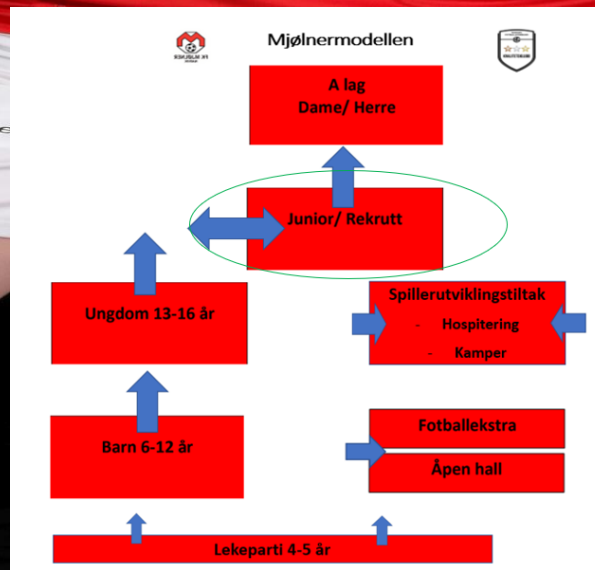 Mjølnermodellen
A lag
Dame/ Herre
Junior/ Rekrutt
Ungdom 13-16 år
Spillerutviklingstiltak
- Hospitering
- Kamper
Barn 6-12 år
Fotballekstra
Åpen hall
Lekeparti 4-5 år